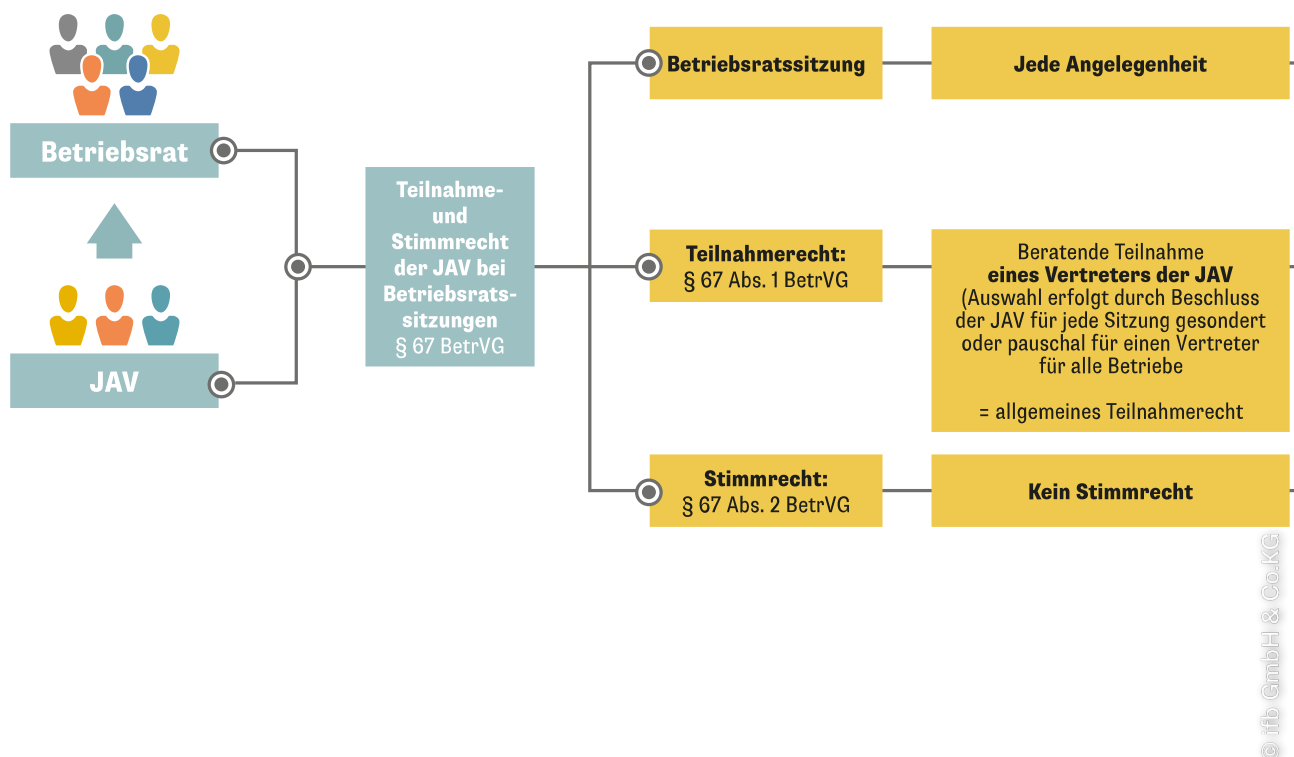 Betriebsrat
JAV
Teilnahme-
und
Stimmrecht
der JAV bei
Betriebsrats-
sitzungen
§ 67 BetrVG
Betriebsratssitzung
Jede Angelegenheit
Teilnahmerecht:
§ 67 Abs. 1 BetrVG
Beratende Teilnahme
eines Vertreters der JAV
(Auswahl erfolgt durch Beschluss
der JAV für jede Sitzung gesondert
oder pauschal für einen Vertreter
für alle Betriebe
= allgemeines Teilnahmerecht
Stimmrecht:
§ 67 Abs. 2 BetrVG
Kein Stimmrecht
© ifb GmbH & Co.KG